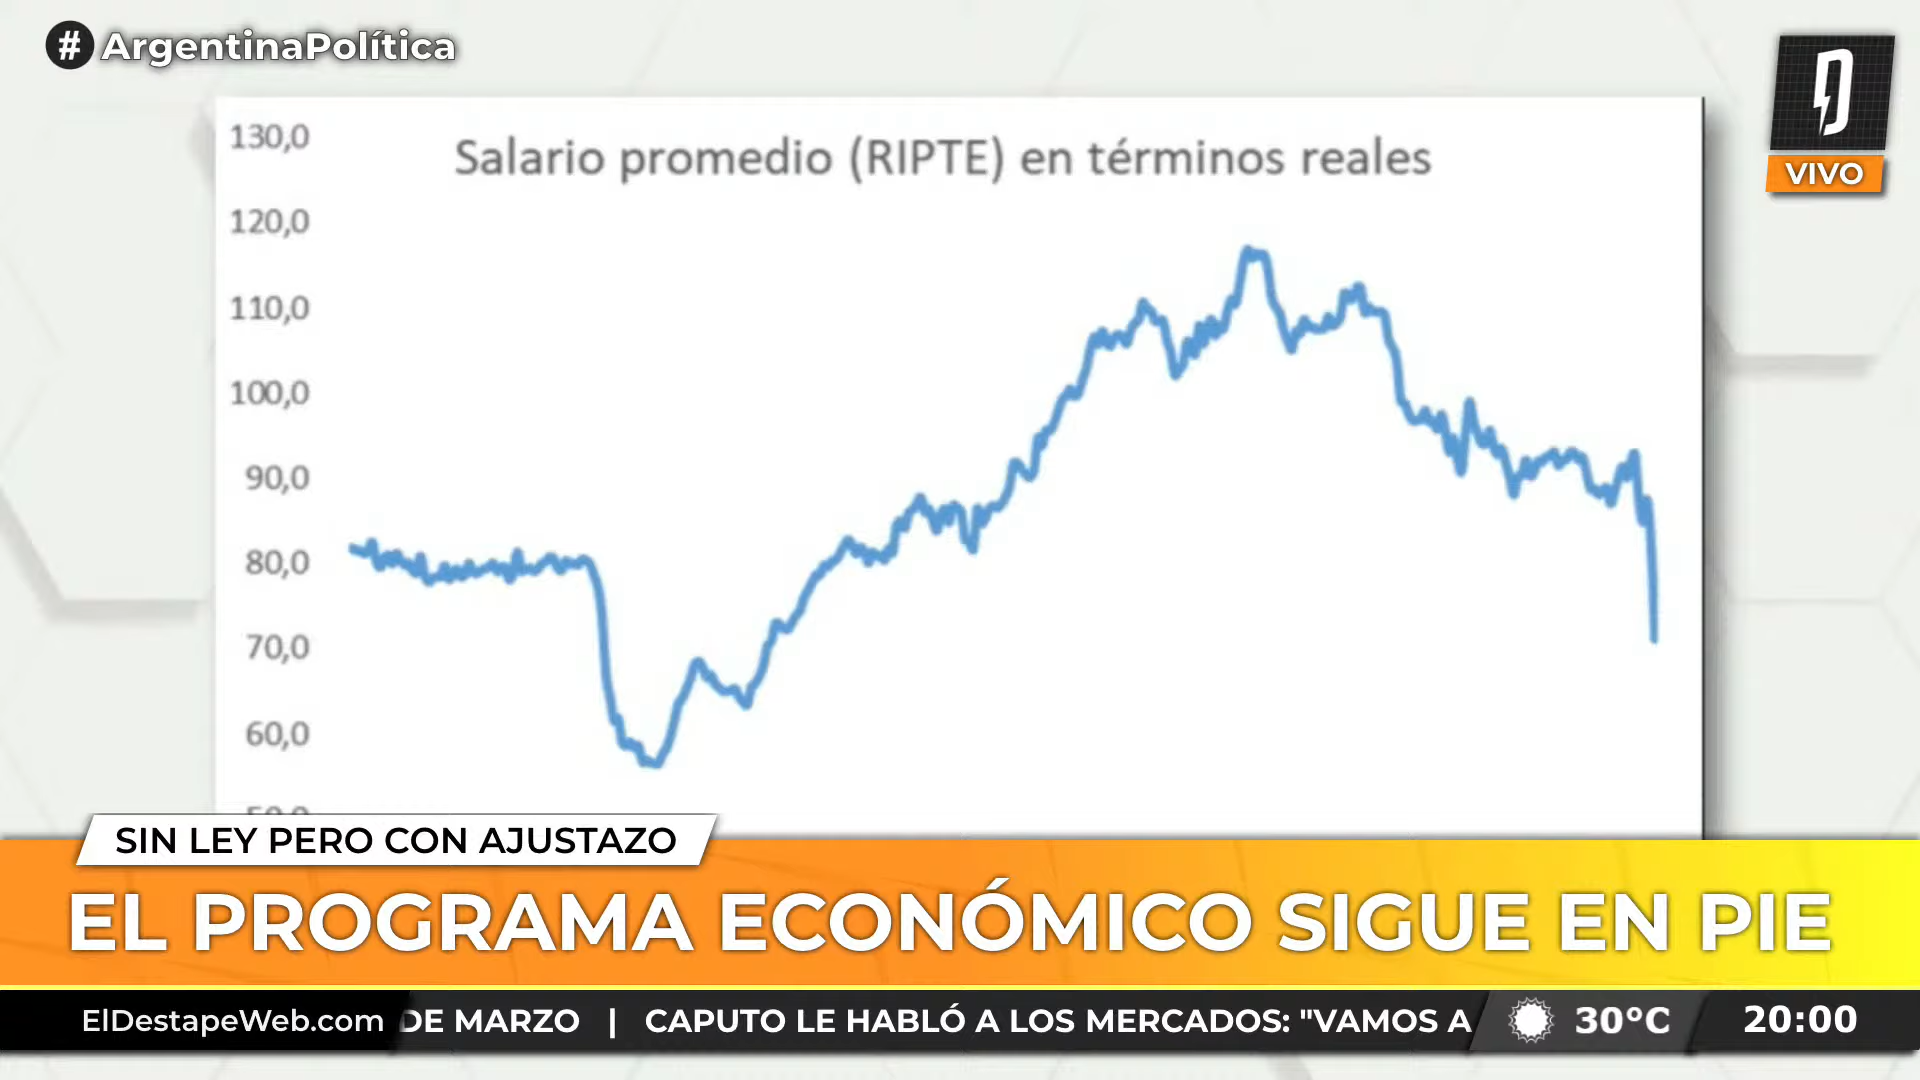 # ArgentinaPolítica
VIVO
Salario promedio (RIPTE) en términos reales
130,0
120,0
110,0
100,0
90,0
80,0
70,0
60,0
SIN LEY PERO CON AJUSTAZO
EL PROGRAMA ECONÓMICO SIGUE EN PIE
ElDestapeWeb.com DE MARZO | CAPUTO LE HABLÓ A LOS MERCADOS: "VAMOS A 30°C 20:00